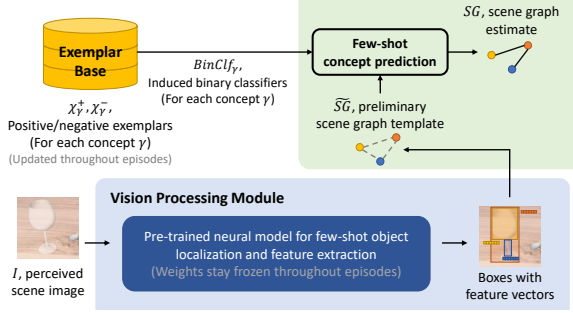 Exemplar
Base
χ_γ^+, χ_γ^-,
Positive/negative exemplars
(For each concept γ)
(Updated throughout episodes)
BinClf_γ,
Induced binary classifiers
(For each concept γ)
Few-shot
concept prediction
SG, scene graph
estimate
S͠G, preliminary
scene graph template
Vision Processing Module
I, perceived
scene image
Pre-trained neural model for few-shot object
localization and feature extraction
(Weights stay frozen throughout episodes)
Boxes with
feature vectors